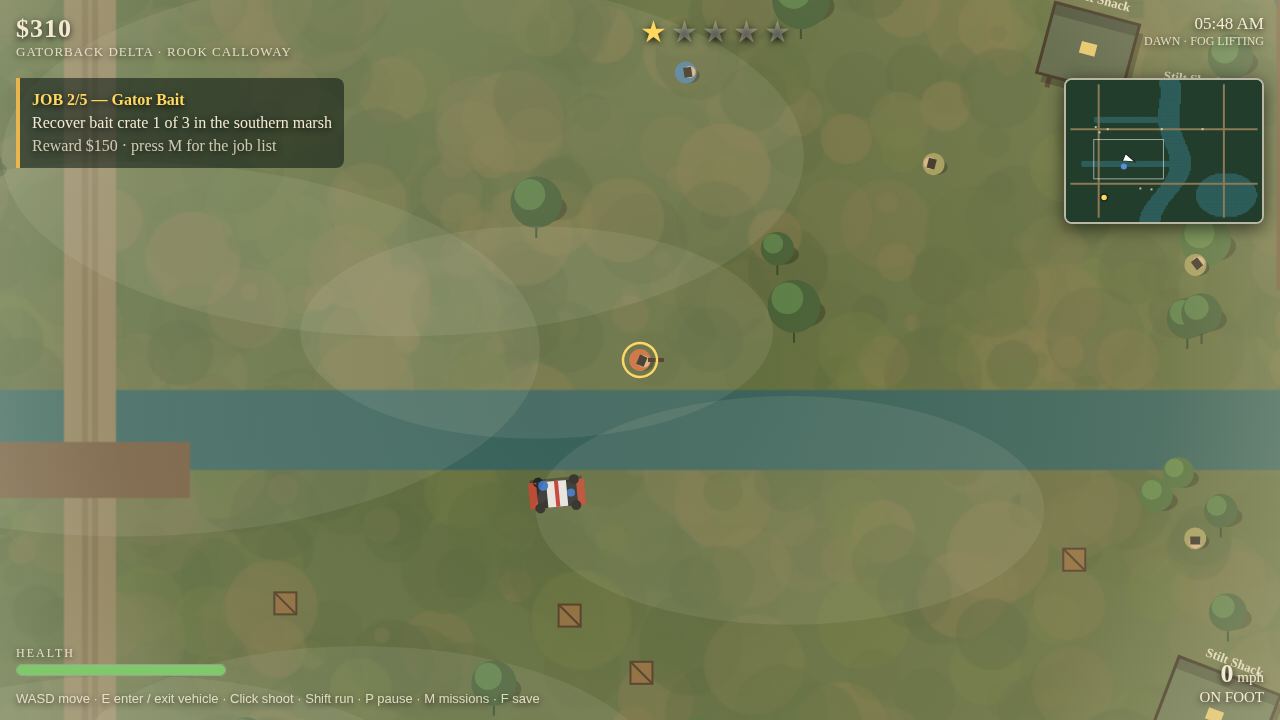 $310
GATORBACK DELTA · ROOK CALLOWAY
JOB 2/5 — Gator Bait
Recover bait crate 1 of 3 in the southern marsh
Reward $150 · press M for the job list
Shack
05:48 AM
DAWN · FOG LIFTING
Stilt
HEALTH
WASD move · E enter / exit vehicle · Click shoot · Shift run · P pause · M missions · F save
Stilt Shack
0 mph
ON FOOT